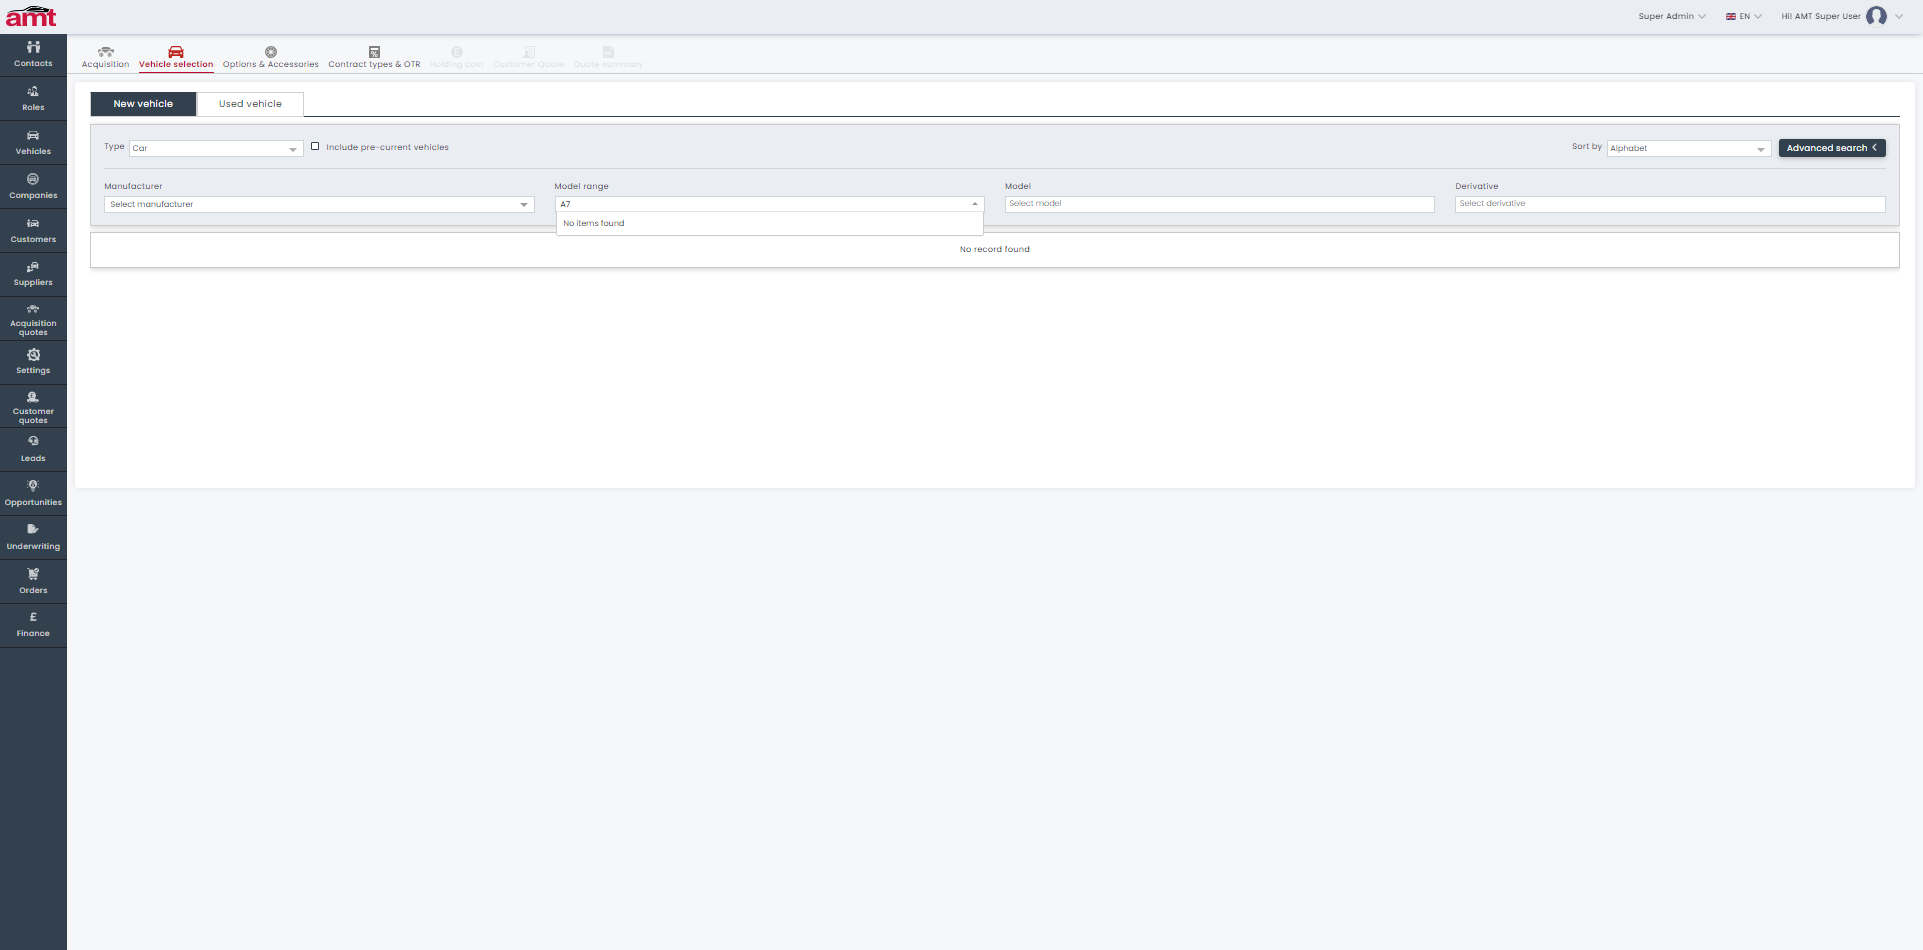 amt
Super Admin
EN
Hi! AMT Super User
Contacts
Roles
Vehicles
Companies
Customers
Suppliers
Acquisition
quotes
Settings
Customer
quotes
Leads
Opportunities
Underwriting
Orders
£
Finance
Acquisition
Vehicle selection
Options & Accessories
Contract types & OTR
Holding cost
Customer Quote
Quote summary
New vehicle
Used vehicle
Type
Car
Include pre-current vehicles
Sort by
Alphabet
Advanced search
Manufacturer
Select manufacturer
Model range
A7
No items found
Model
Select model
Derivative
Select derivative
No record found